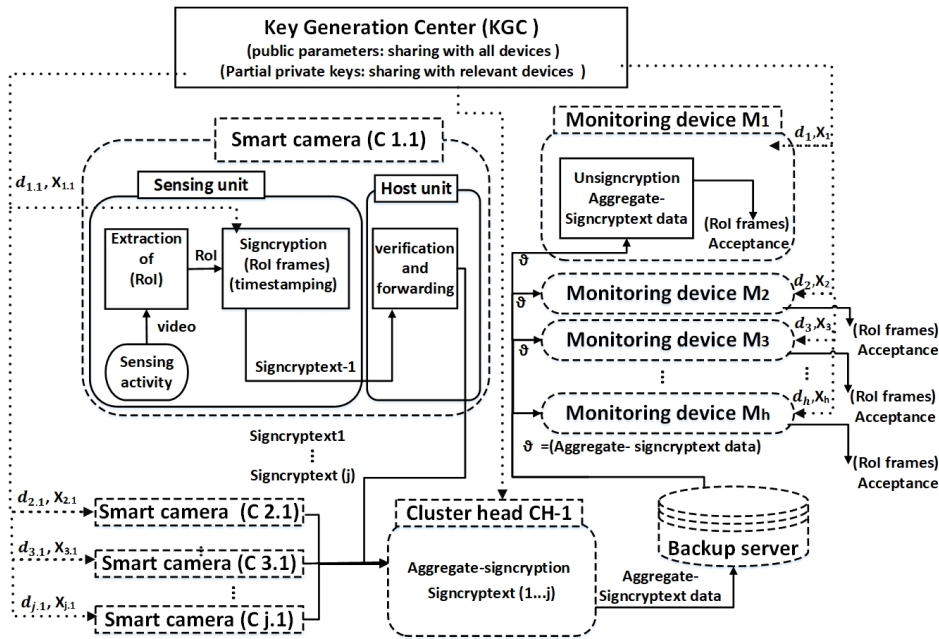 Key Generation Center (KGC)
(public parameters: sharing with all devices )
(Partial private keys: sharing with relevant devices )
Smart camera (C 1.1)
d1.1, X1.1
Sensing unit
Host unit
Extraction
of
(RoI)
RoI
Signcryption
(RoI frames)
(timestamping)
verification
and
forwarding
video
Sensing
activity
Signcryptext-1
Signcryptext1
⋮
Signcryptext (j)
d2.1, X2.1
Smart camera (C 2.1)
d3.1, X3.1
Smart camera (C 3.1)
⋮
dj.1, Xj.1
Smart camera (C j.1)
Cluster head CH-1
Aggregate-signcryption
Signcryptext (1...j)
Aggregate-
Signcryptext data
Backup server
Monitoring device M1
d1,X1
Unsigncryption
Aggregate-
Signcryptext data
(RoI frames)
Acceptance
ϑ
d2,X2
ϑ
Monitoring device M2
(RoI frames)
Acceptance
d3,X3
ϑ
Monitoring device M3
⋮
⋮
(RoI frames)
Acceptance
dh,Xh
Monitoring device Mh
ϑ =(Aggregate- signcryptext data)
(RoI frames)
Acceptance